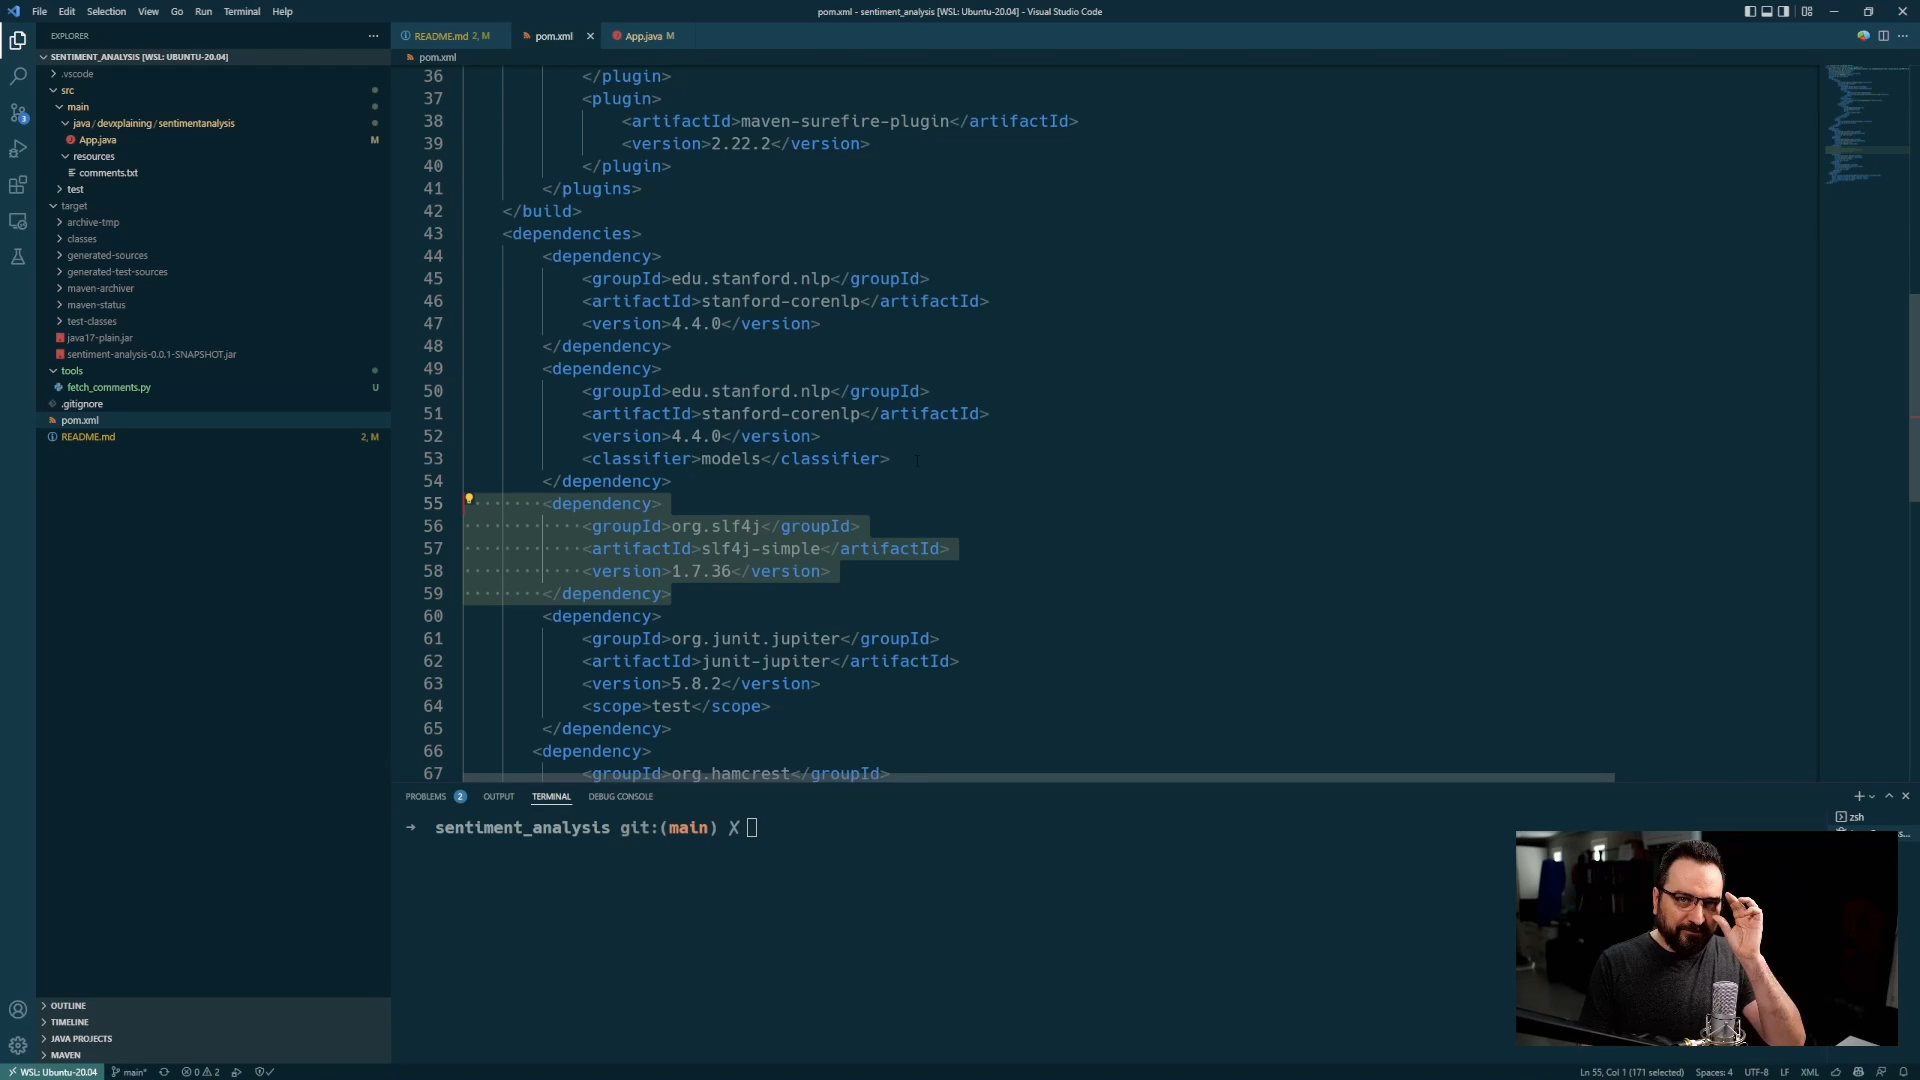 File Edit Selection View Go Run Terminal Help
pom.xml - sentiment_analysis [WSL: Ubuntu-20.04] - Visual Studio Code
EXPLORER
SENTIMENT_ANALYSIS [WSL: UBUNTU-20.04]
.vscode
src
main
java / devxplaining / sentimentanalysis
App.java M
resources
comments.txt
test
target
archive-tmp
classes
generated-sources
generated-test-sources
maven-archiver
maven-status
test-classes
java17-plain.jar
sentiment-analysis-0.0.1-SNAPSHOT.jar
tools
fetch_comments.py U
.gitignore
pom.xml
README.md 2, M
OUTLINE
TIMELINE
JAVA PROJECTS
MAVEN
3
README.md 2, M pom.xml App.java M
pom.xml
36 </plugin>
37 <plugin>
38 <artifactId>maven-surefire-plugin</artifactId>
39 <version>2.22.2</version>
40 </plugin>
41 </plugins>
42 </build>
43 <dependencies>
44 <dependency>
45 <groupId>edu.stanford.nlp</groupId>
46 <artifactId>stanford-corenlp</artifactId>
47 <version>4.4.0</version>
48 </dependency>
49 <dependency>
50 <groupId>edu.stanford.nlp</groupId>
51 <artifactId>stanford-corenlp</artifactId>
52 <version>4.4.0</version>
53 <classifier>models</classifier>
54 </dependency>
55 <dependency>
56 <groupId>org.slf4j</groupId>
57 <artifactId>slf4j-simple</artifactId>
58 <version>1.7.36</version>
59 </dependency>
60 <dependency>
61 <groupId>org.junit.jupiter</groupId>
62 <artifactId>junit-jupiter</artifactId>
63 <version>5.8.2</version>
64 <scope>test</scope>
65 </dependency>
66 <dependency>
67 <groupId>org.hamcrest</groupId>
PROBLEMS 2 OUTPUT TERMINAL DEBUG CONSOLE
→ sentiment_analysis git:(main) ✗
zsh
WSL: Ubuntu-20.04 main* 0 2
Ln 55, Col 1 (171 selected) Spaces: 4 UTF-8 LF XML